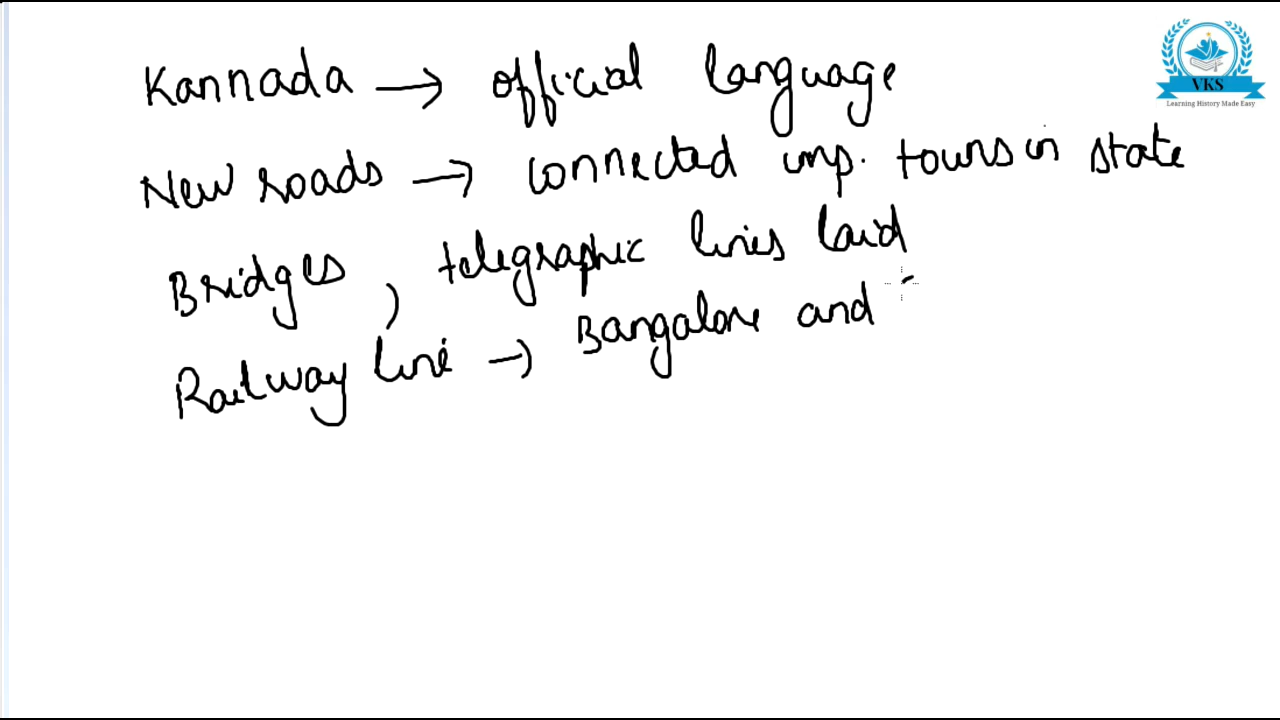 VKS
Learning History Made Easy
Kannada → official language
New roads → connected imp. towns in state
Bridges, telegraphic lines laid
Railway line → Bangalore and